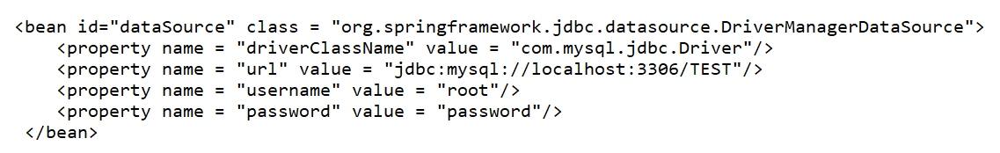 <bean id="dataSource" class = "org.springframework.jdbc.datasource.DriverManagerDataSource">
<property name = "driverClassName" value = "com.mysql.jdbc.Driver"/>
<property name = "url" value = "jdbc:mysql://localhost:3306/TEST"/>
<property name = "username" value = "root"/>
<property name = "password" value = "password"/>
</bean>